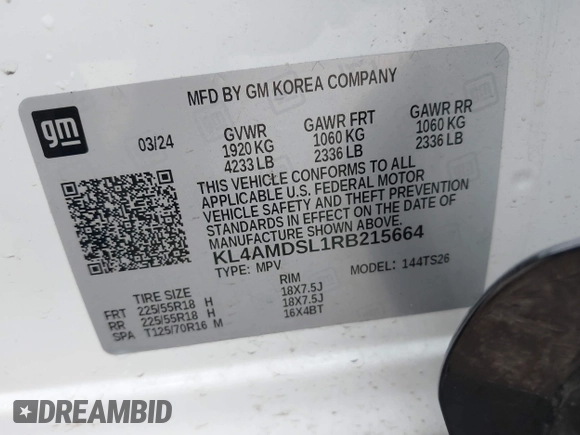 MFD BY GM KOREA COMPANY
gm
03/24
GVWR GAWR FRT GAWR RR
1920 KG 1060 KG 1060 KG
4233 LB 2336 LB 2336 LB
THIS VEHICLE CONFORMS TO ALL
APPLICABLE U.S. FEDERAL MOTOR
VEHICLE SAFETY AND THEFT PREVENTION
STANDARDS IN EFFECT ON THE DATE OF
MANUFACTURE SHOWN ABOVE.
KL4AMDSL1RB215664
TYPE: MPV MODEL: 144TS26
TIRE SIZE RIM
FRT 225/55R18 H 18X7.5J
RR 225/55R18 H 18X7.5J
SPA T125/70R16 M 16X4BT
DREAMBID